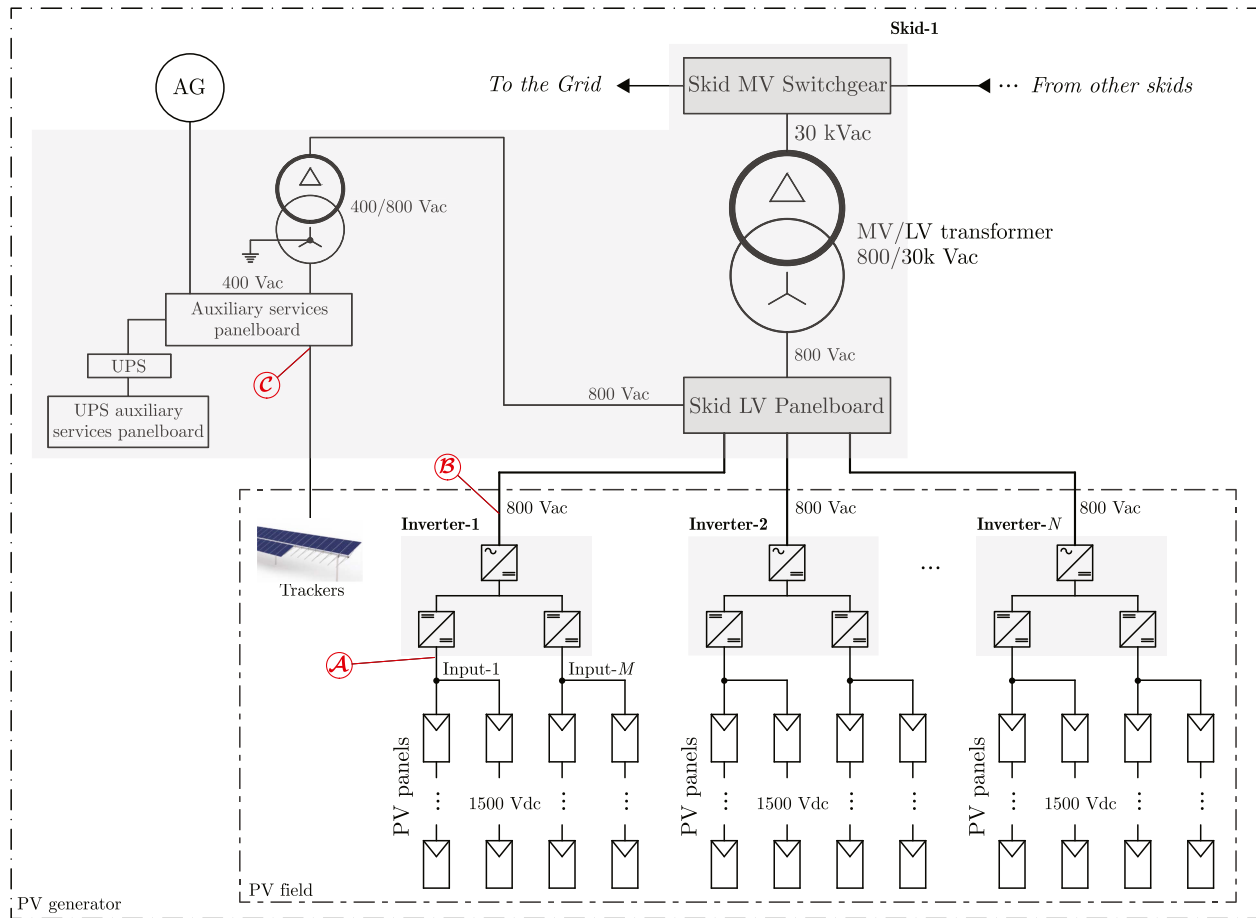 Skid-1
AG
To the Grid
Skid MV Switchgear
··· From other skids
30 kVac
400/800 Vac
MV/LV transformer
800/30k Vac
400 Vac
Auxiliary services
panelboard
800 Vac
UPS
C
800 Vac
Skid LV Panelboard
UPS auxiliary
services panelboard
B
800 Vac
800 Vac
800 Vac
Inverter-1
Inverter-2
Inverter-N
...
Trackers
A
Input-1
Input-M
PV panels
1500 Vdc
PV panels
1500 Vdc
PV panels
1500 Vdc
PV field
PV generator